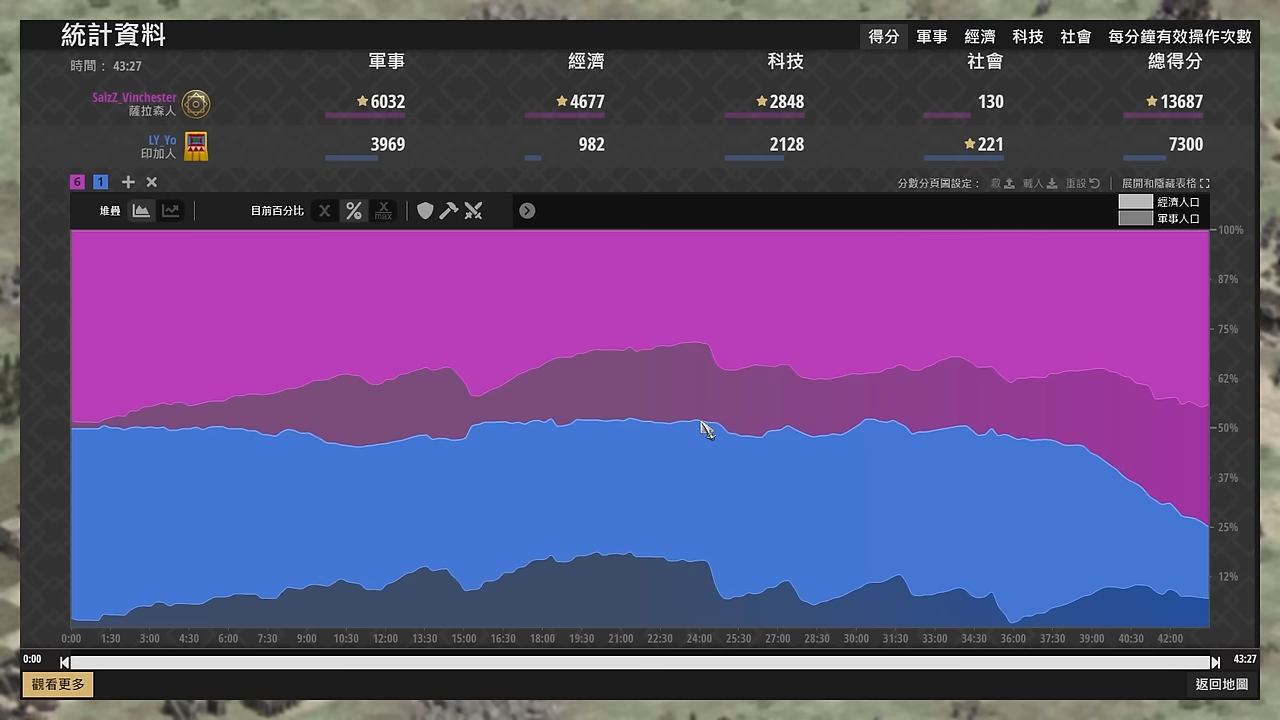 統計資料
得分 軍事 經濟 科技 社會 每分鐘有效操作次數
時間： 43:27 軍事 經濟 科技 社會 總得分
SalzZ_Vinchester
薩拉森人
6032 4677 2848 130 13687
LY_Yo
印加人
3969 982 2128 221 7300
6 1
分數分頁圖設定： 載入 重設 展開和隱藏表格
堆疊 目前百分比 X % X max
經濟人口
軍事人口
100%
87%
75%
62%
50%
37%
25%
12%
0:00 1:30 3:00 4:30 6:00 7:30 9:00 10:30 12:00 13:30 15:00 16:30 18:00 19:30 21:00 22:30 24:00 25:30 27:00 28:30 30:00 31:30 33:00 34:30 36:00 37:30 39:00 40:30 42:00
0:00 43:27
觀看更多 返回地圖